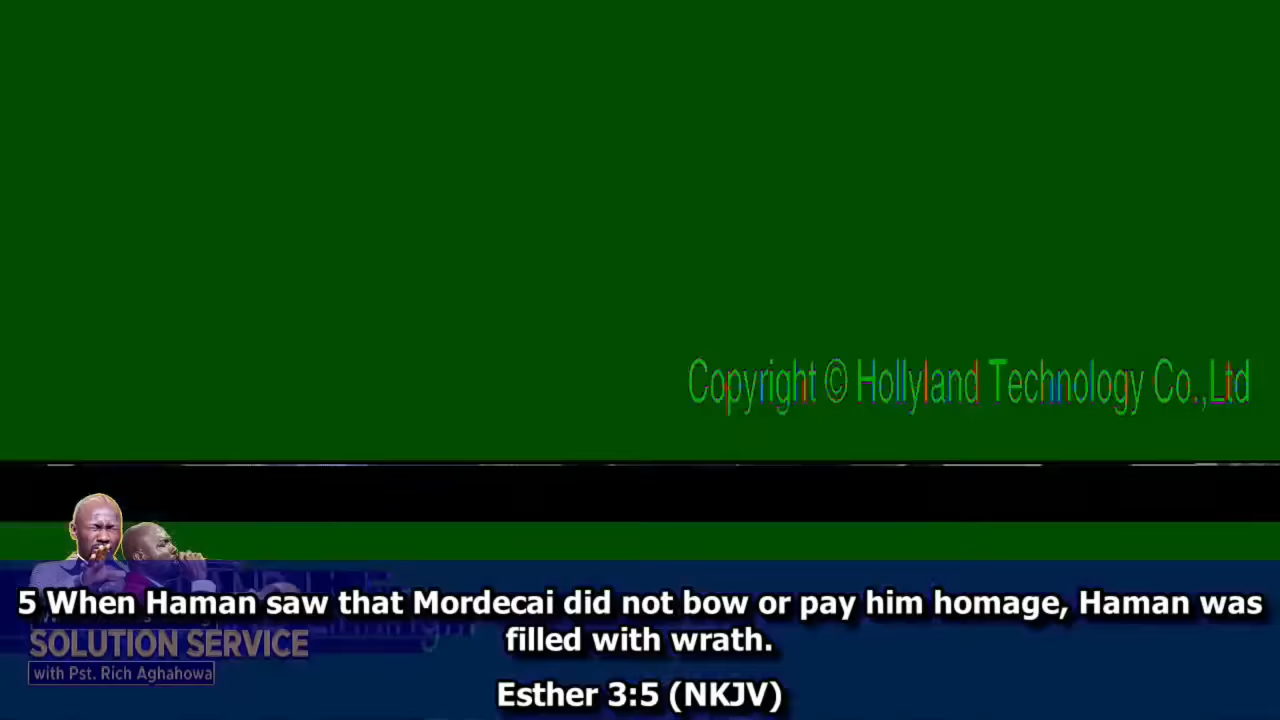 Copyright © Hollyland Technology Co.,Ltd
5 When Haman saw that Mordecai did not bow or pay him homage, Haman was
filled with wrath.
SOLUTION SERVICE
with Pst. Rich Aghahowa
Esther 3:5 (NKJV)